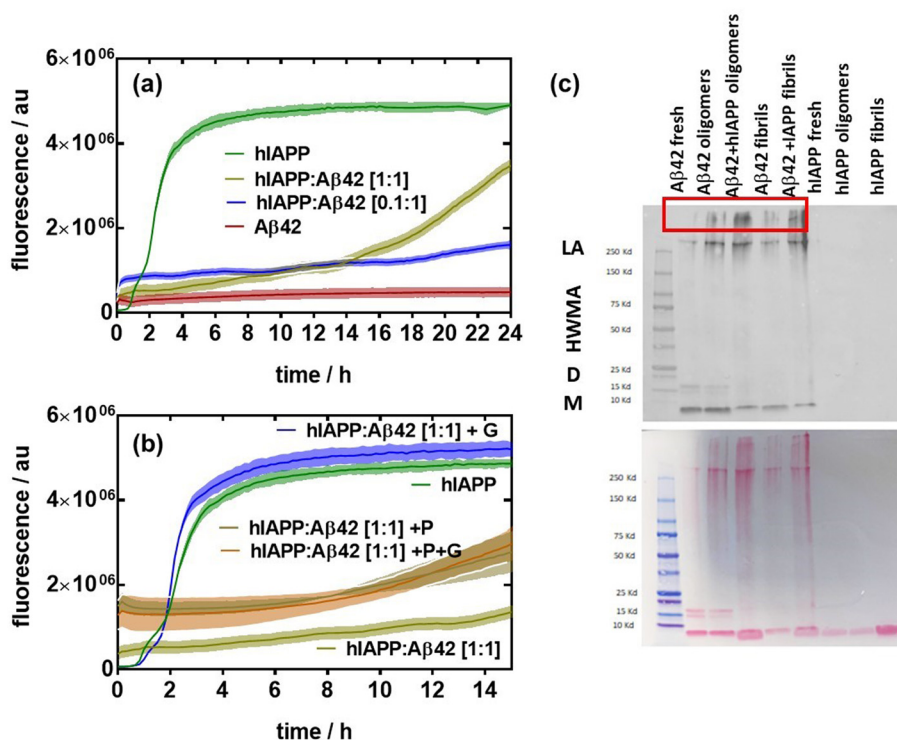 (a)
fluorescence / au
6×10⁰⁶
4×10⁰⁶
2×10⁰⁶
0
hIAPP
hIAPP:Aβ42 [1:1]
hIAPP:Aβ42 [0.1:1]
Aβ42
0 2 4 6 8 10 12 14 16 18 20 22 24
time / h
(b)
fluorescence / au
6×10⁰⁶
4×10⁰⁶
2×10⁰⁶
0
hIAPP:Aβ42 [1:1] + G
hIAPP
hIAPP:Aβ42 [1:1] +P
hIAPP:Aβ42 [1:1] +P+G
hIAPP:Aβ42 [1:1]
0 2 4 6 8 10 12 14
time / h
(c)
Aβ42 fresh
Aβ42 oligomers
Aβ42+hIAPP oligomers
Aβ42 fibrils
Aβ42 +IAPP fibrils
hIAPP fresh
hIAPP oligomers
hIAPP fibrils
LA
HWMA
D
M
250 Kd
150 Kd
75 Kd
50 Kd
25 Kd
15 Kd
10 Kd
250 Kd
150 Kd
75 Kd
50 Kd
25 Kd
15 Kd
10 Kd